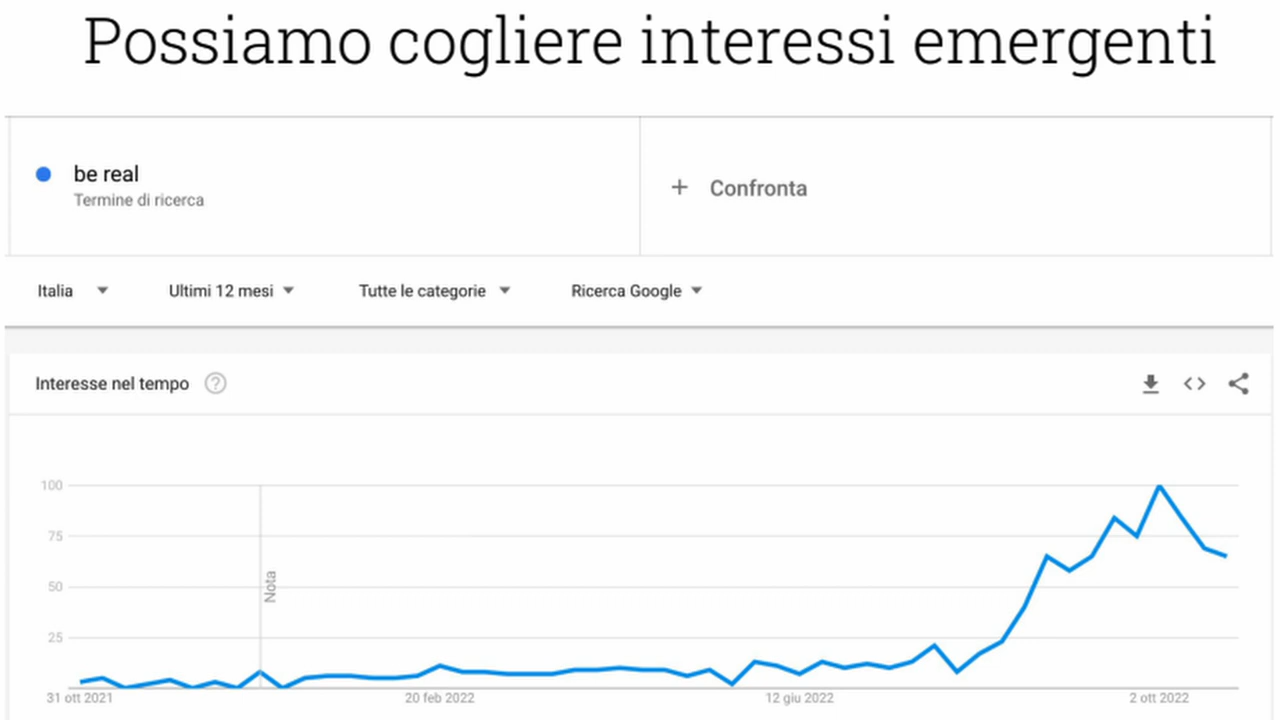 Possiamo cogliere interessi emergenti
be real
Termine di ricerca
+ Confronta
Italia
Ultimi 12 mesi
Tutte le categorie
Ricerca Google
Interesse nel tempo ?
100
75
50
25
Nota
31 ott 2021
20 feb 2022
12 giu 2022
2 ott 2022